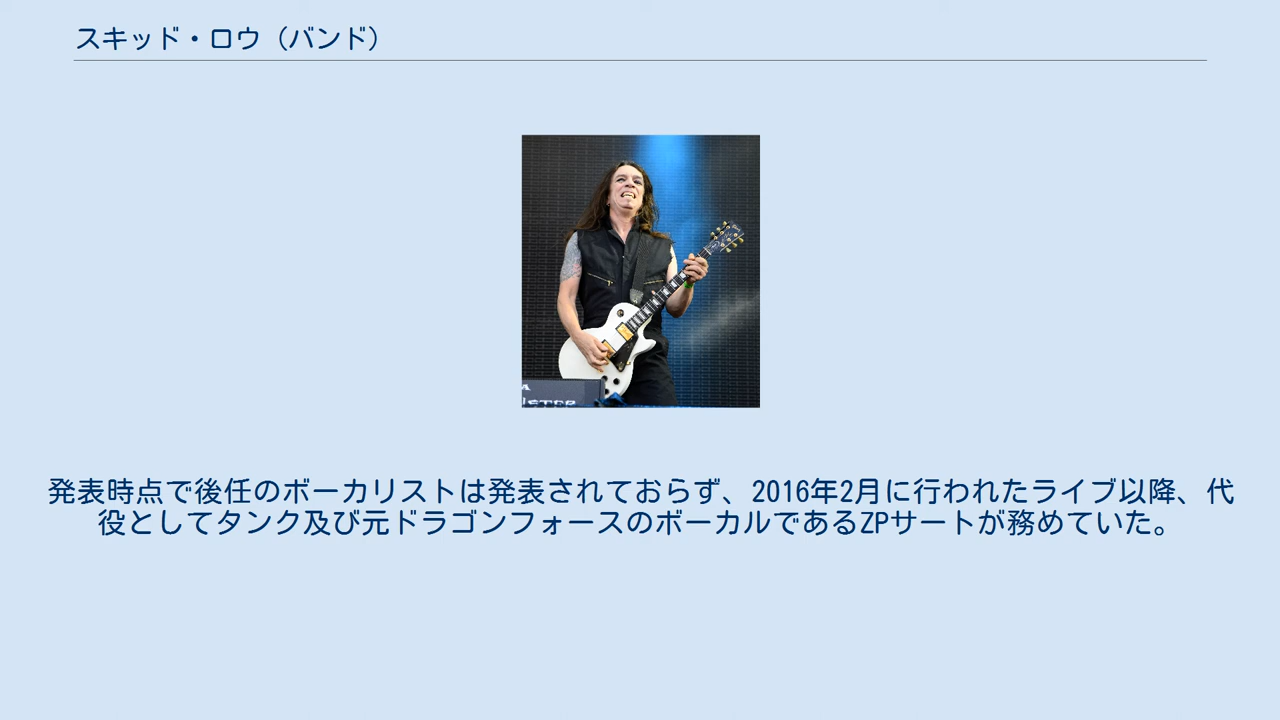 スキッド・ロウ（バンド）
発表時点で後任のボーカリストは発表されておらず、2016年2月に行われたライブ以降、代
役としてタンク及び元ドラゴンフォースのボーカルであるZPサートが務めていた。